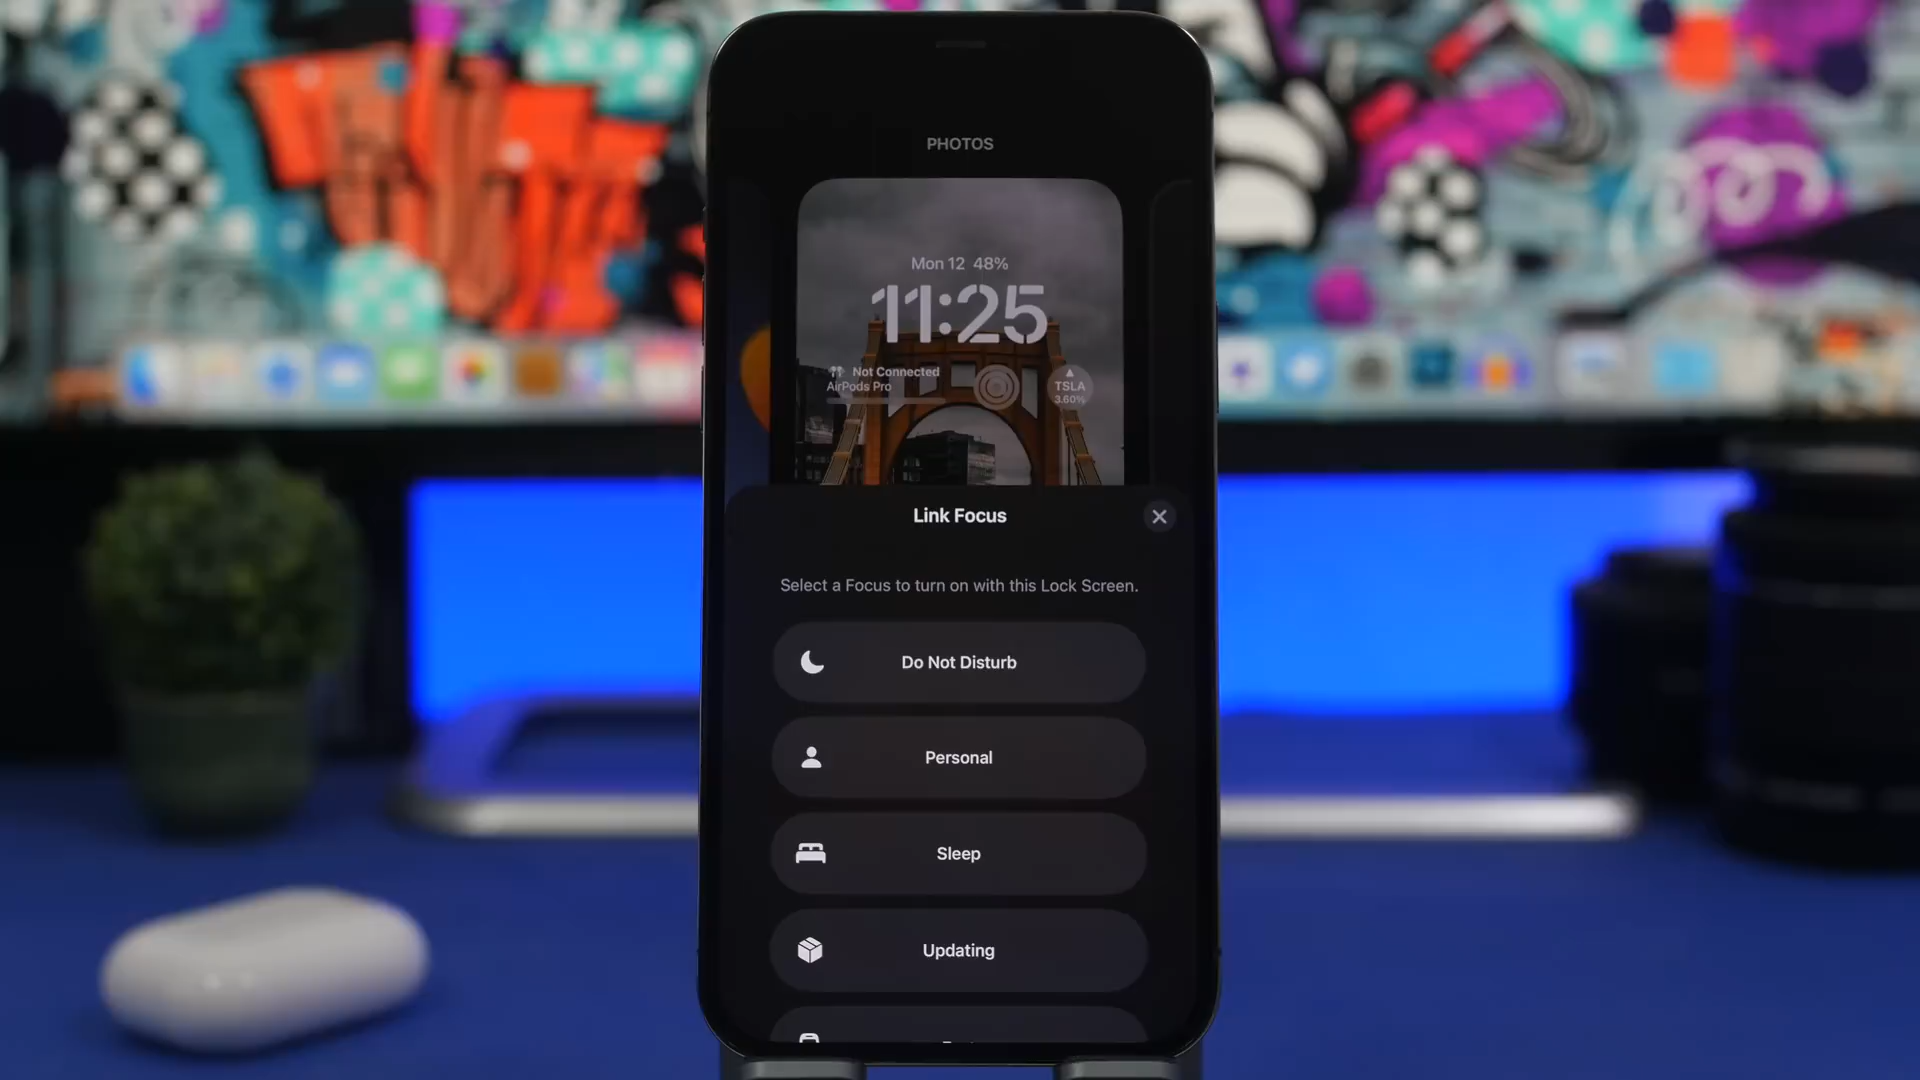 PHOTOS
Mon 12 48%
11:25
Not Connected
AirPods Pro
TSLA
3.60%
Link Focus
Select a Focus to turn on with this Lock Screen.
Do Not Disturb
Personal
Sleep
Updating